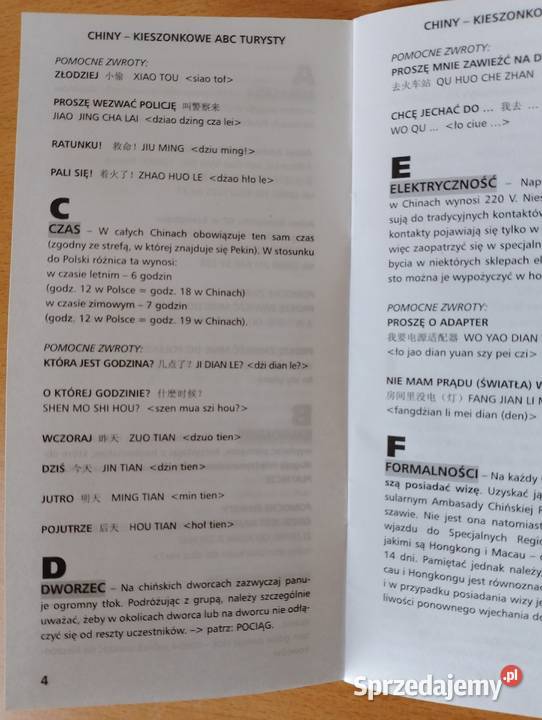 CHINY – KIESZONKOWE ABC TURYSTY
POMOCNE ZWROTY:
ZŁODZIEJ 小偷 XIAO TOU <siao toł>
PROSZĘ WEZWAĆ POLICJĘ 叫警察来
JIAO JING CHA LAI <dziao dzing cza lei>
RATUNKU! 救命! JIU MING <dziu ming!>
PALI SIĘ! 着火了! ZHAO HUO LE <dzao hło le>
C
CZAS – W całych Chinach obowiązuje ten sam czas
(zgodny ze strefą, w której znajduje się Pekin). W stosunku
do Polski różnica ta wynosi:
w czasie letnim – 6 godzin
(godz. 12 w Polsce = godz. 18 w Chinach)
w czasie zimowym – 7 godzin
(godz. 12 w Polsce = godz. 19 w Chinach).
POMOCNE ZWROTY:
KTÓRA JEST GODZINA? 几点了? JI DIAN LE? <dżi dian le?>
O KTÓREJ GODZINIE? 什麽时候?
SHEN MO SHI HOU? <szen mua szi hou?>
WCZORAJ 昨天 ZUO TIAN <dzuo tien>
DZIŚ 今天 JIN TIAN <dzin tien>
JUTRO 明天 MING TIAN <min tien>
POJUTRZE 后天 HOU TIAN <hoł tien>
D
DWORZEC – Na chińskich dworcach zazwyczaj panu-
je ogromny tłok. Podróżując z grupą, należy szczególnie
uważać, żeby w okolicach dworca lub na dworcu nie odłą-
czyć się od reszty uczestników. –> patrz: POCIĄG.
4
CHINY – KIESZONKO
POMOCNE ZWROTY:
PROSZĘ MNIE ZAWIEŹĆ NA D
去火车站 QU HUO CHE ZHAN
CHCĘ JECHAĆ DO ... 我去 ...
WO QU ... <ło ciue ...>
E
ELEKTRYCZNOŚĆ – Nap
w Chinach wynosi 220 V. Nies
sują do tradycyjnych kontaktów
kontakty pojawiają się tylko w
więc zaopatrzyć się w specjaln
bycia w niektórych sklepach el
sto można je wypożyczyć w ho
POMOCNE ZWROTY:
PROSZĘ O ADAPTER
我要电源适配器 WO YAO DIAN
<ło jao dian yuan szy pei czi>
NIE MAM PRĄDU (ŚWIATŁA) W
房间里没电（灯）FANG JIAN LI M
<fangdżian li mei dian (den)>
F
FORMALNOŚCI – Na każdy
szą posiadać wizę. Uzyskać ją
sularnym Ambasady Chińskiej R
szawie. Nie jest ona natomiast
wjazdu do Specjalnych Regio
jakimi są Hongkong i Macau – d
14 dni. Pamiętać jednak należy,
cau i Hongkongu jest równoznac
i w przypadku posiadania wizy je
liwości ponownego wjechania de
Sprzedajemy.pl